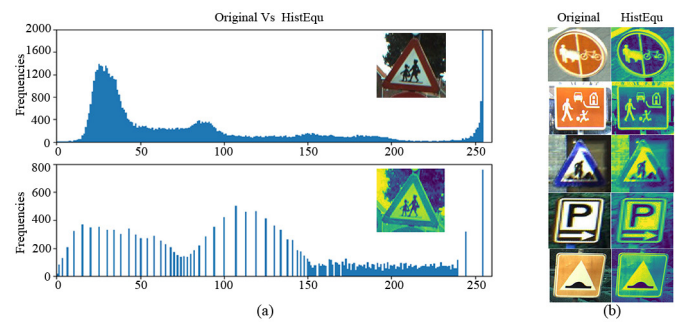 Original Vs HistEqu
Frequencies
2000
1600
1200
800
400
0
0 50 100 150 200 250
Frequencies
800
600
400
200
0
0 50 100 150 200 250
(a)
Original HistEqu
P P
(b)